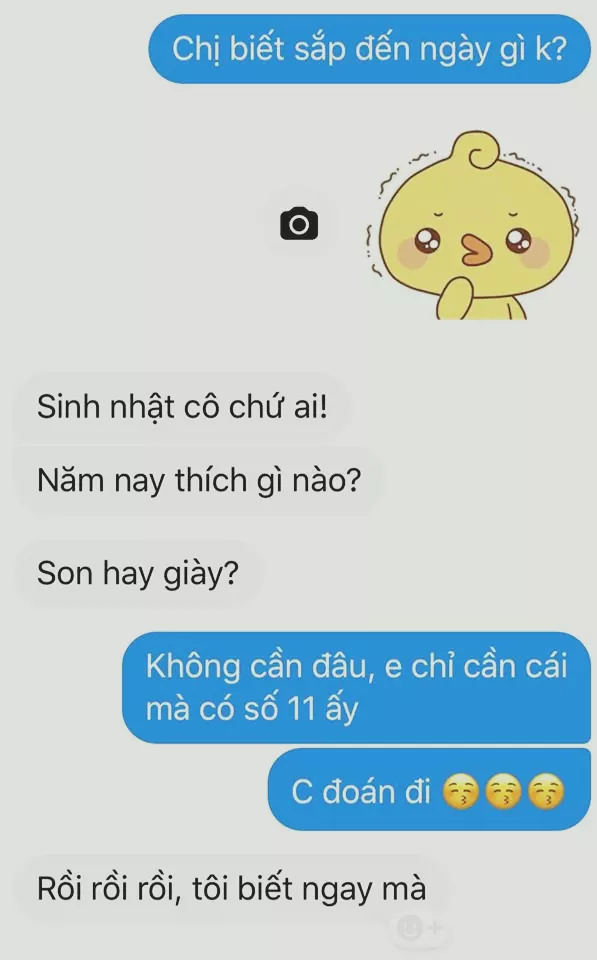 Chị biết sắp đến ngày gì k?
Sinh nhật cô chứ ai!
Năm nay thích gì nào?
Son hay giày?
Không cần đâu, e chỉ cần cái
mà có số 11 ấy
C đoán đi 😚😚😚
Rồi rồi rồi, tôi biết ngay mà